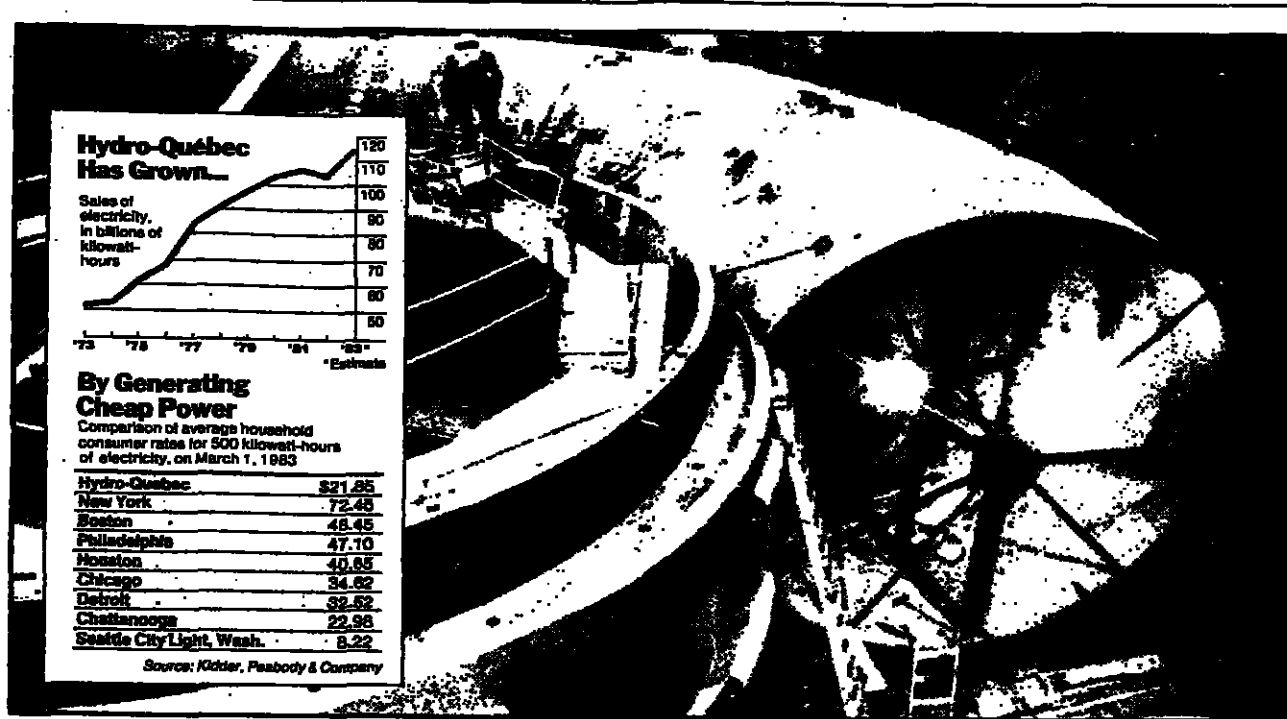 Hydro-Québec
Has Grown...
Sales of
electricity,
in billions of
kilowatt-
hours
120
110
100
90
80
70
60
50
'73 '75 '77 '79 '81 '83*
*Estimate
By Generating
Cheap Power
Comparison of average household
consumer rates for 500 kilowatt-hours
of electricity, on March 1, 1983
Hydro-Quebec $21.85
New York 72.45
Boston 48.45
Philadelphia 47.10
Houston 40.65
Chicago 34.62
Detroit 32.52
Chattanooga 22.98
Seattle City Light, Wash. 8.22
Source: Kidder, Peabody & Company